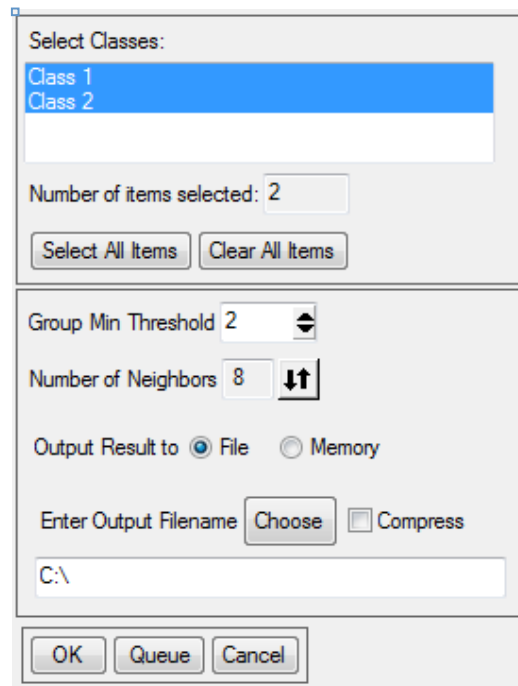 Select Classes:
Class 1
Class 2
Number of items selected: 2
Select All Items Clear All Items
Group Min Threshold 2
Number of Neighbors 8
Output Result to File Memory
Enter Output Filename Choose Compress
C:\
OK Queue Cancel